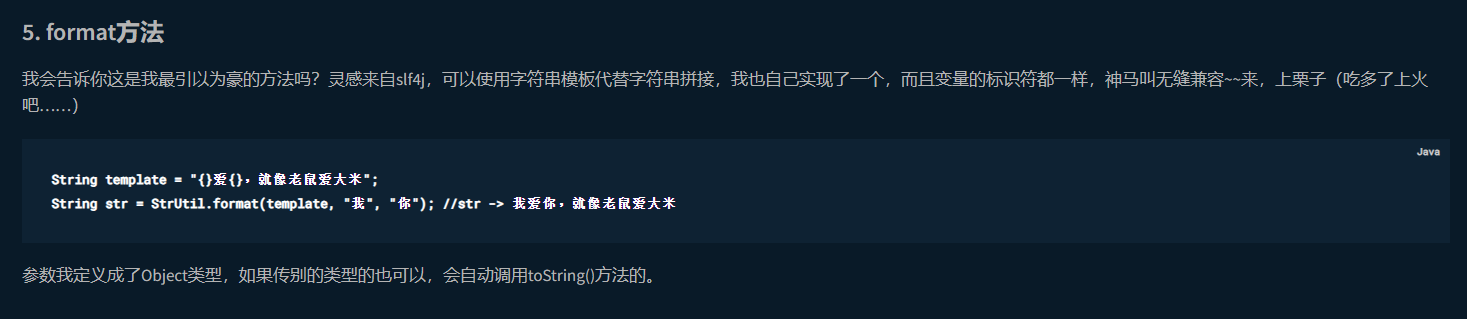 5. format方法
我会告诉你这是我最引以为豪的方法吗？灵感来自slf4j，可以使用字符串模板代替字符串拼接，我也自己实现了一个，而且变量的标识符都一样，神马叫无缝兼容~~来，上栗子（吃多了上火
吧……）
Java
String template = "{}爱{}，就像老鼠爱大米";
String str = StrUtil.format(template, "我", "你"); //str -> 我爱你，就像老鼠爱大米
参数我定义成了Object类型，如果传别的类型的也可以，会自动调用toString()方法的。